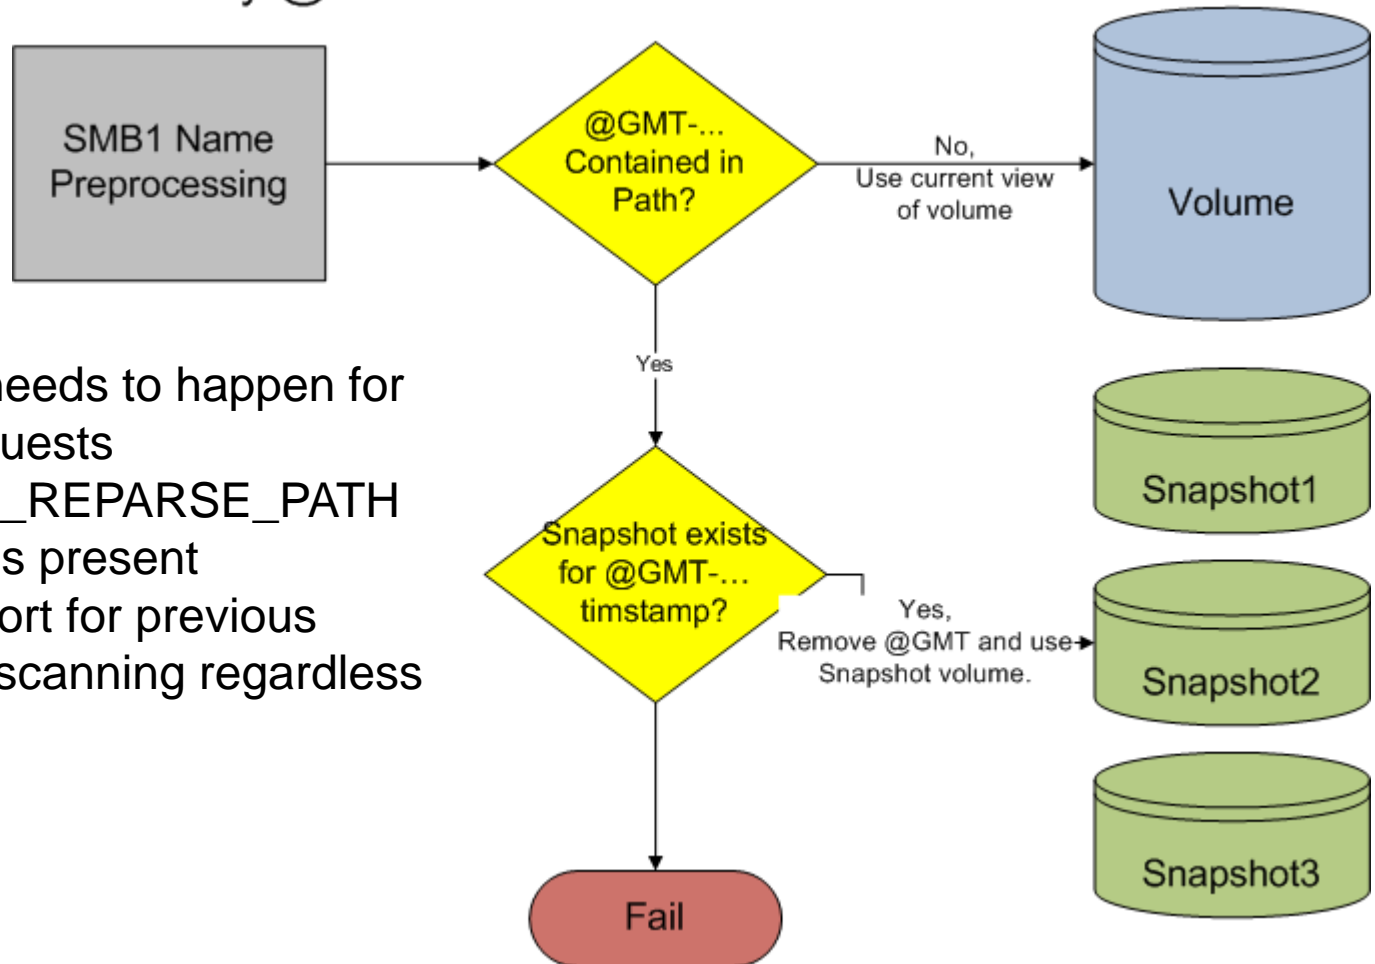 SMB1 Name
Preprocessing
@GMT-...
Contained in
Path?
No,
Use current view
of volume
Volume
Yes
needs to happen for
uests
_REPARSE_PATH
s present
ort for previous
scanning regardless
Snapshot exists
for @GMT-...
timstamp?
Yes,
Remove @GMT and use
Snapshot volume.
Snapshot1
Snapshot2
Snapshot3
Fail